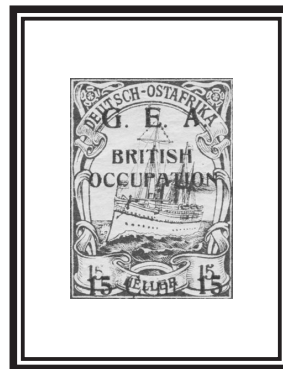 DEUTSCH-OSTAFRIKA
G. E. A.
BRITISH
OCCUPATION
15 HELLER 15
15 15